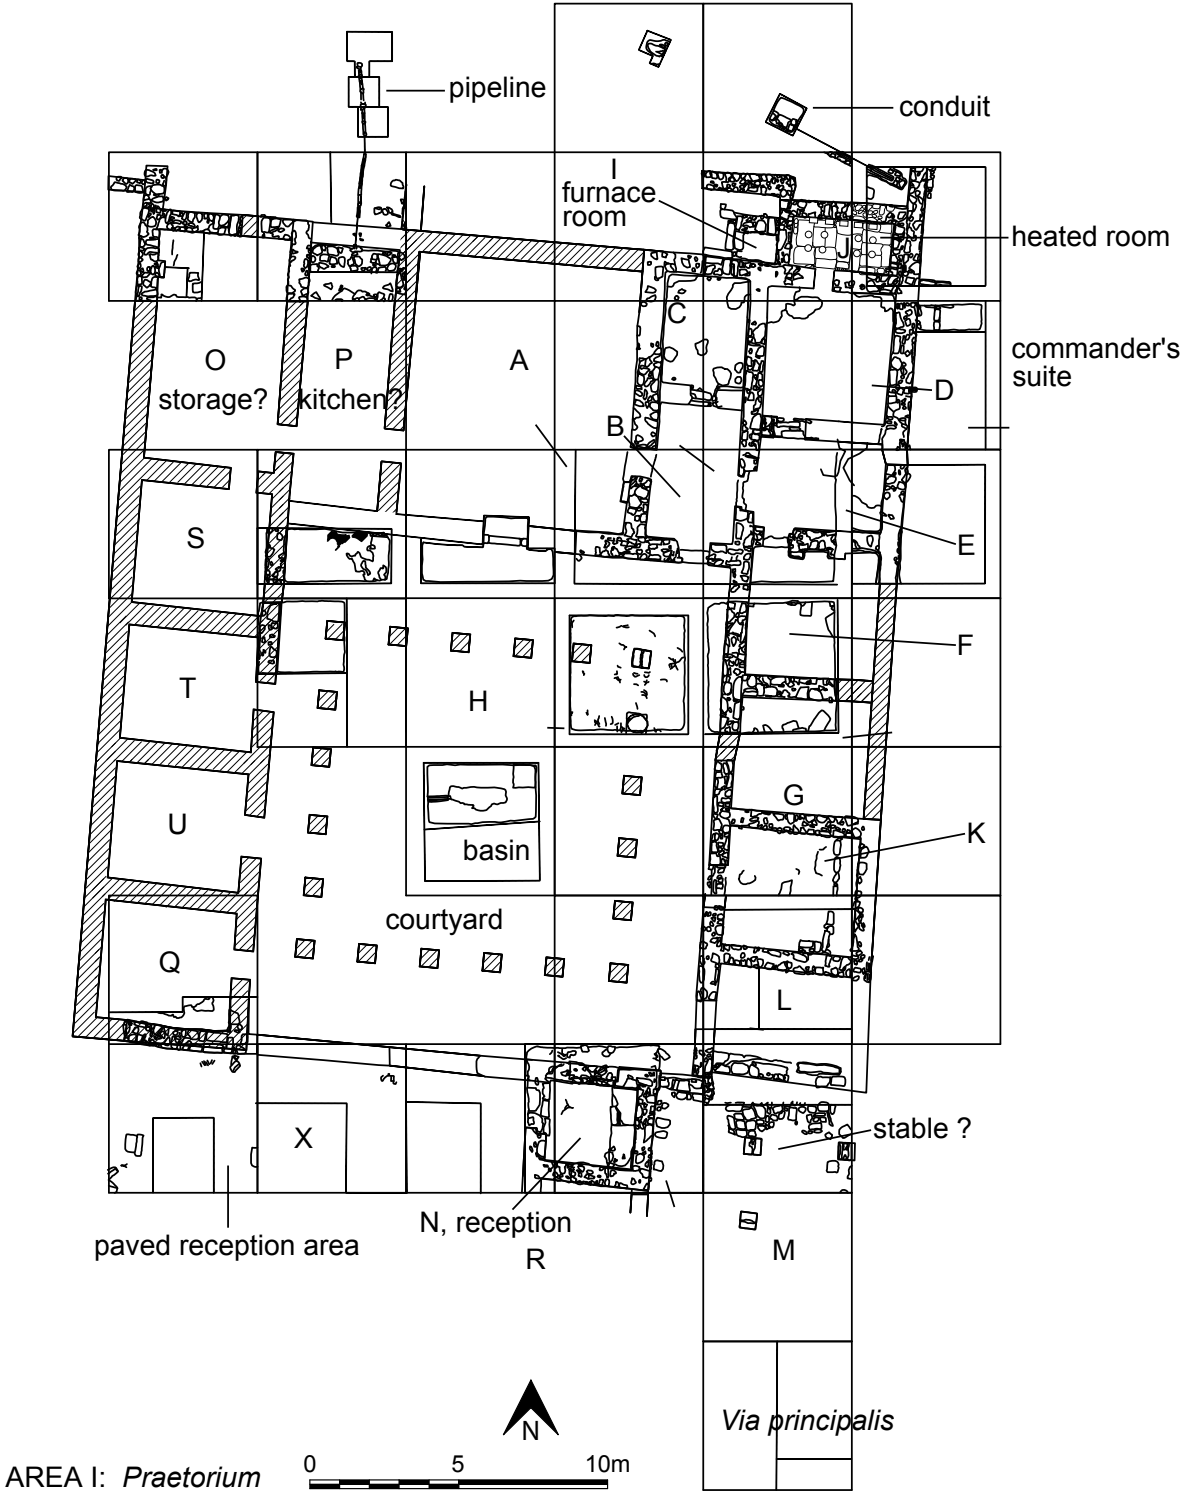 pipeline
conduit
I
furnace
room
J
heated room
C
O
storage?
P
kitchen?
A
commander's
suite
D
B
S
E
F
T
H
G
U
K
basin
courtyard
Q
L
X
stable ?
N, reception
paved reception area
R
M
N
Via principalis
AREA I: Praetorium
0 5 10m